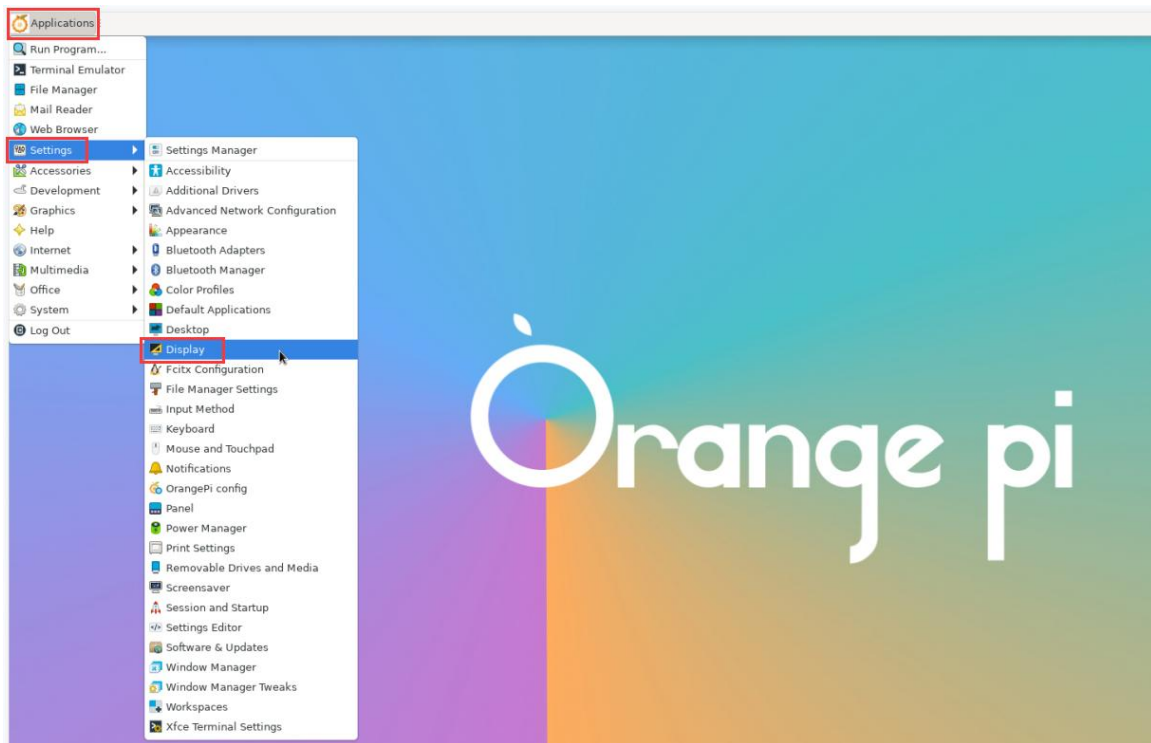 Applications
Run Program...
Terminal Emulator
File Manager
Mail Reader
Web Browser
Settings
Accessories
Development
Graphics
Help
Internet
Multimedia
Office
System
Log Out
Settings Manager
Accessibility
Additional Drivers
Advanced Network Configuration
Appearance
Bluetooth Adapters
Bluetooth Manager
Color Profiles
Default Applications
Desktop
Display
Fcitx Configuration
File Manager Settings
Input Method
Keyboard
Mouse and Touchpad
Notifications
OrangePi config
Panel
Power Manager
Print Settings
Removable Drives and Media
Screensaver
Session and Startup
Settings Editor
Software & Updates
Window Manager
Window Manager Tweaks
Workspaces
Xfce Terminal Settings
Orange pi